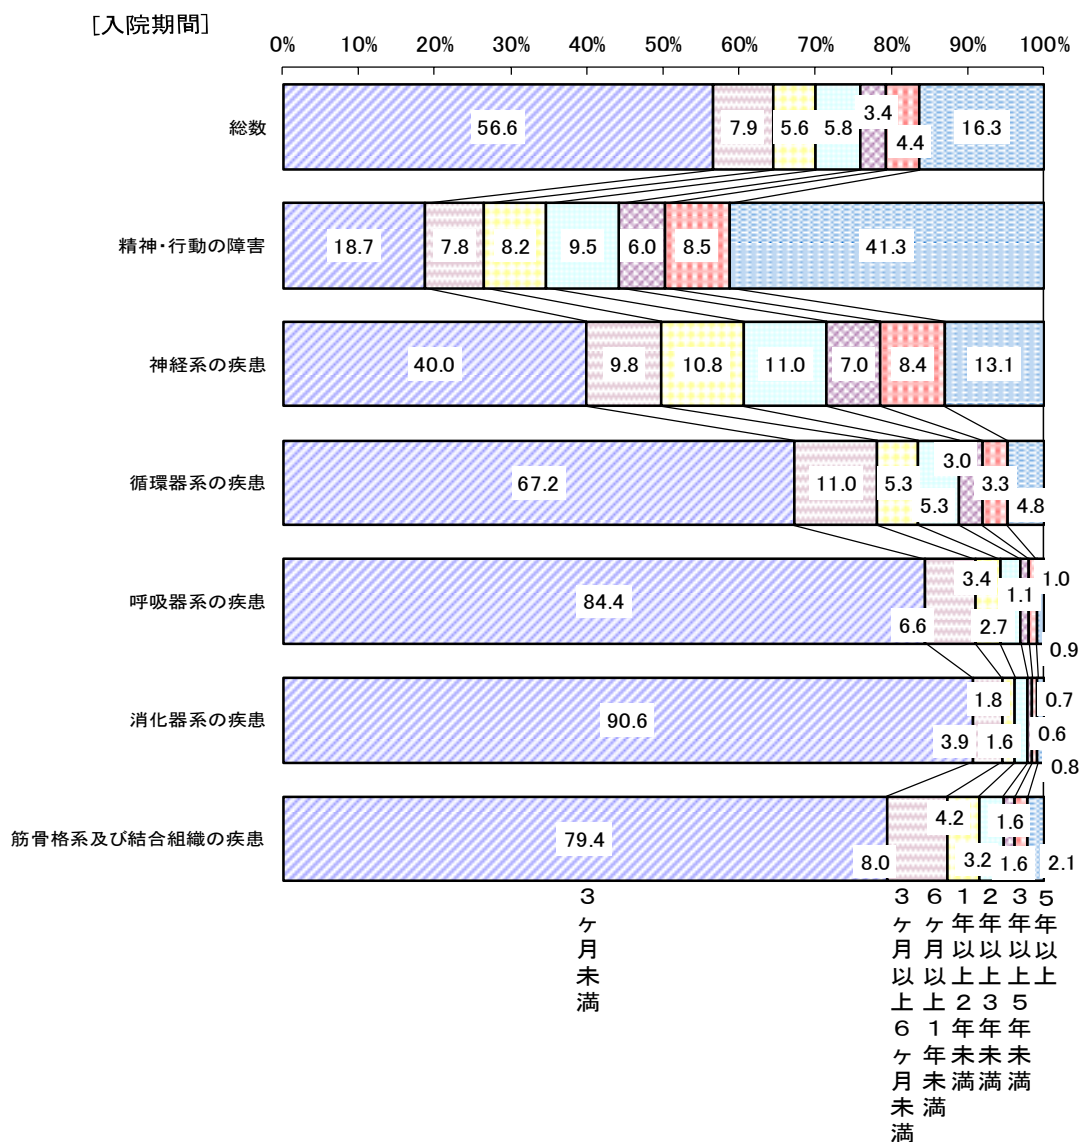 ［入院期間］
0% 10% 20% 30% 40% 50% 60% 70% 80% 90% 100%
総数 56.6 7.9 5.6 5.8 3.4 4.4 16.3
精神・行動の障害 18.7 7.8 8.2 9.5 6.0 8.5 41.3
神経系の疾患 40.0 9.8 10.8 11.0 7.0 8.4 13.1
循環器系の疾患 67.2 11.0 5.3 5.3 3.0 3.3 4.8
呼吸器系の疾患 84.4 6.6 3.4 2.7 1.1 1.0 0.9
消化器系の疾患 90.6 3.9 1.8 1.6 0.7 0.6 0.8
筋骨格系及び結合組織の疾患 79.4 8.0 4.2 3.2 1.6 1.6 2.1
３ヶ月未満
３ヶ月以上６ヶ月未満
６ヶ月以上１年未満
１年以上２年未満
２年以上３年未満
３年以上５年未満
５年以上